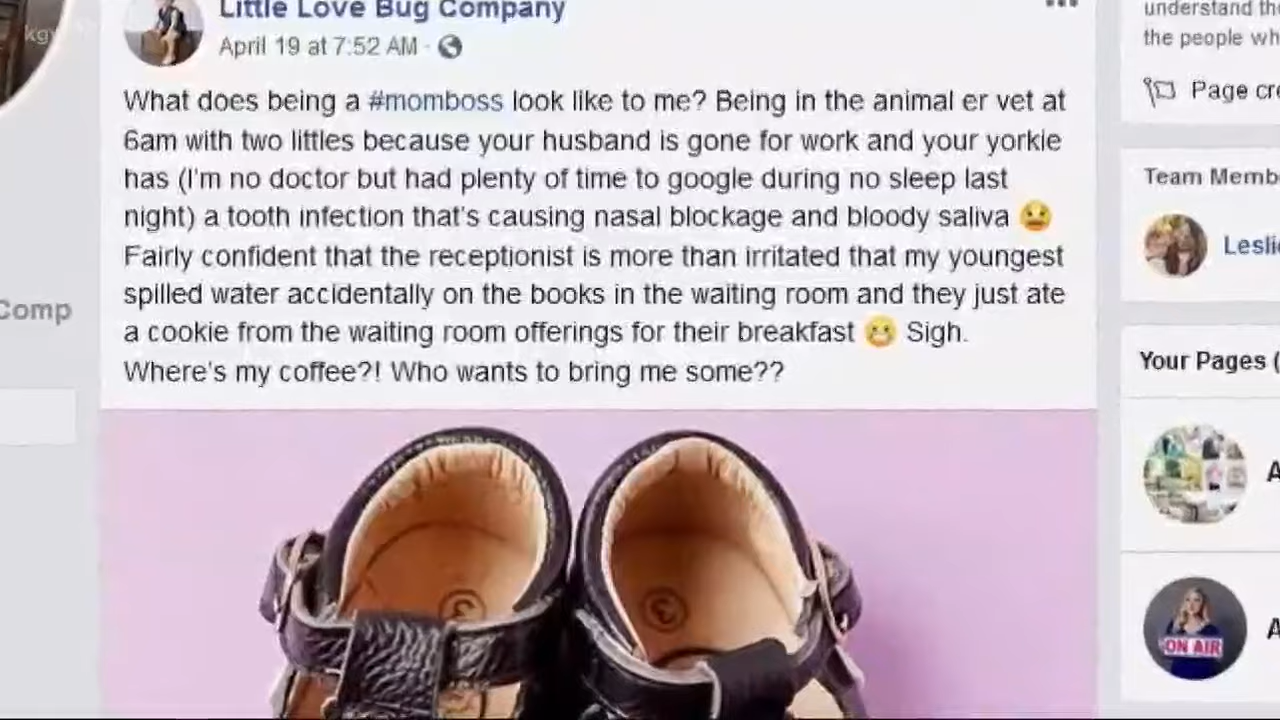 Little Love Bug Company
April 19 at 7:52 AM ·
What does being a #momboss look like to me? Being in the animal er vet at
6am with two littles because your husband is gone for work and your yorkie
has (I'm no doctor but had plenty of time to google during no sleep last
night) a tooth infection that's causing nasal blockage and bloody saliva 😫
Fairly confident that the receptionist is more than irritated that my youngest
spilled water accidentally on the books in the waiting room and they just ate
a cookie from the waiting room offerings for their breakfast 😬 Sigh.
Where's my coffee?! Who wants to bring me some??
3
3
kg
Comp
understand th
the people wh
Page cre
Team Memb
Leslie
Your Pages (
A
ON AIR
A